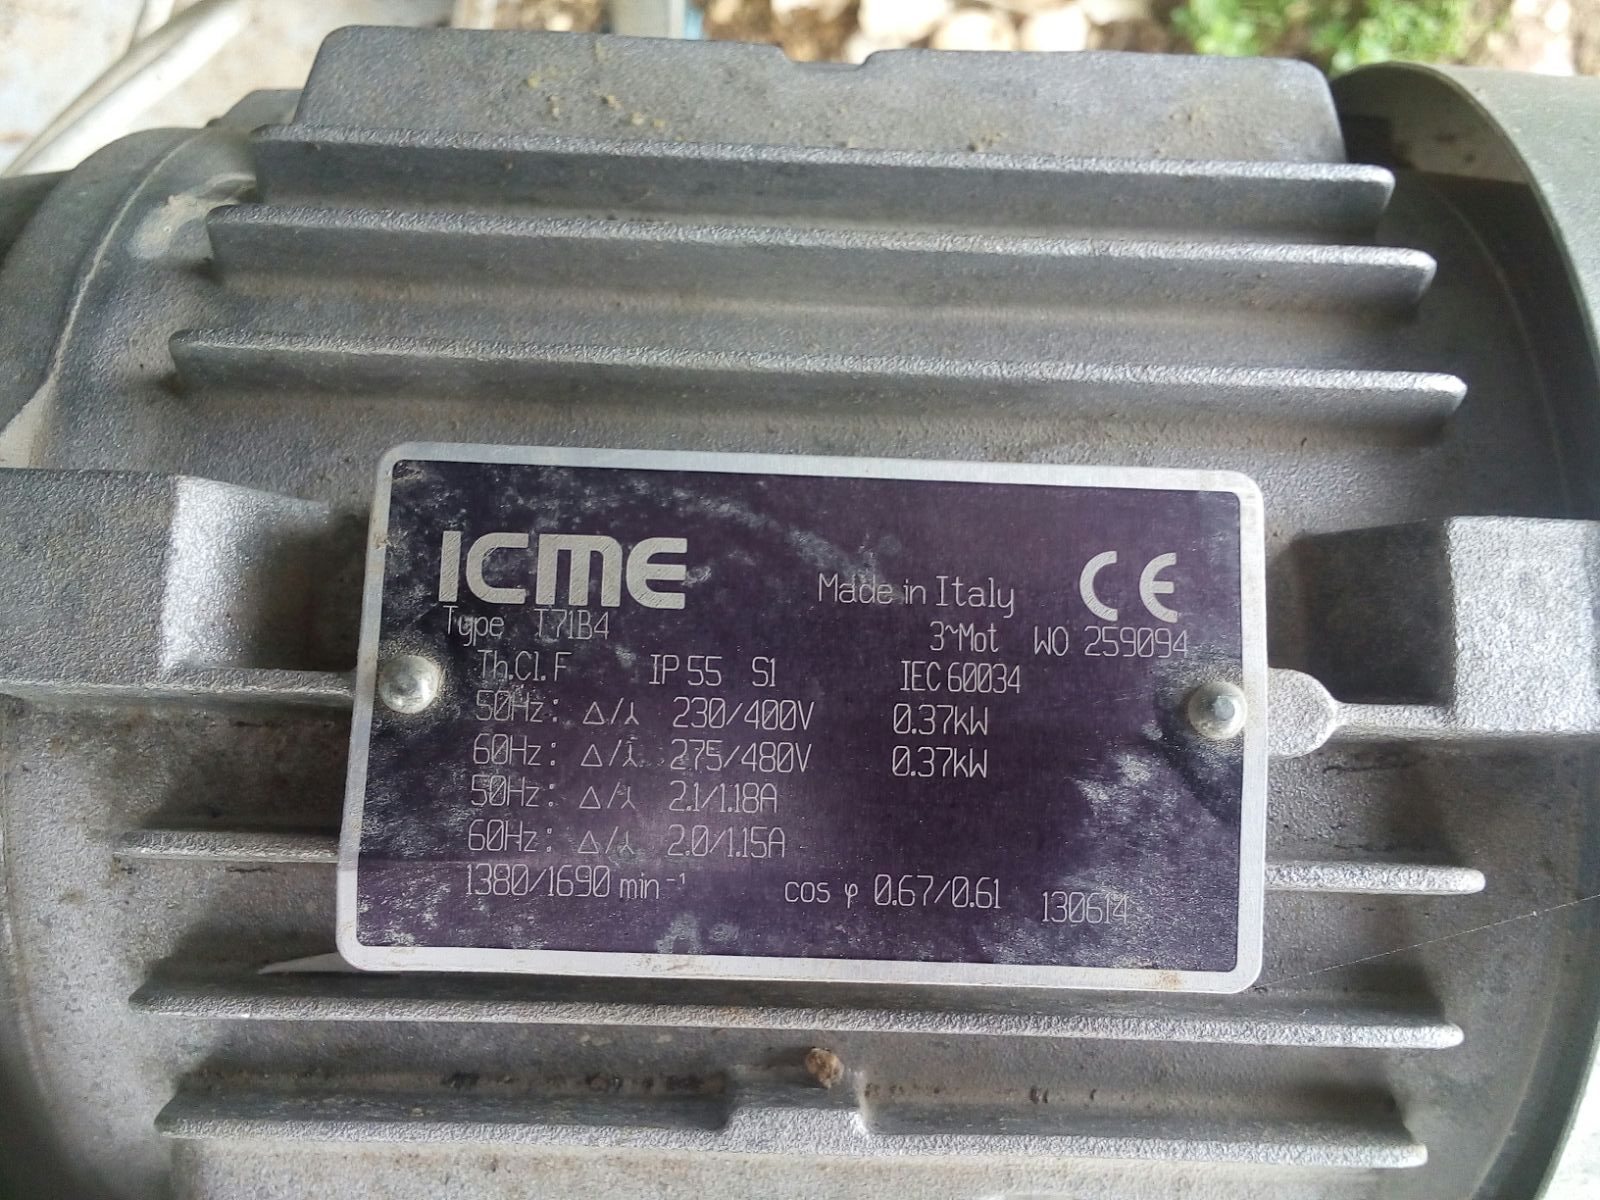 ICME
Made in Italy CE
Type T71B4 3~Mot WO 259094
Th.Cl. F IP 55 S1 IEC 60034
50Hz: △/⅄ 230/400V 0.37kW
60Hz: △/⅄ 275/480V 0.37kW
50Hz: △/⅄ 2.1/1.18A
60Hz: △/⅄ 2.0/1.15A
1380/1690 min⁻¹ cos φ 0.67/0.61 130614